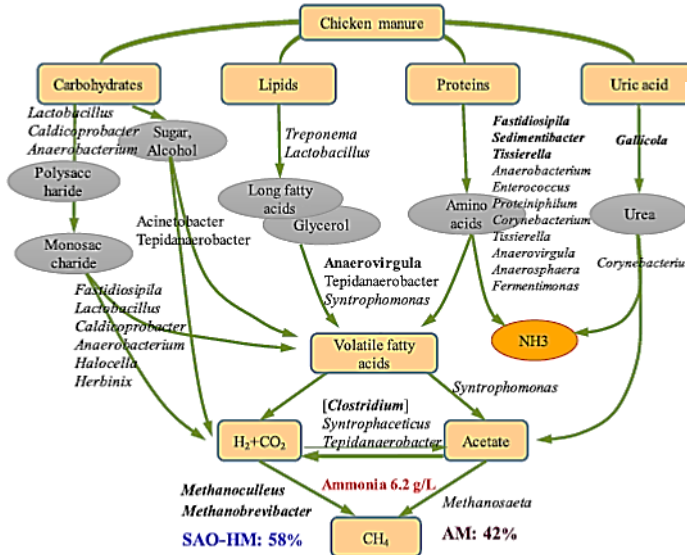 Chicken manure
Carbohydrates
Lipids
Proteins
Uric acid
Lactobacillus
Caldicoprobacter
Anaerobacterium
Sugar,
Alcohol
Treponema
Lactobacillus
Fastidiosipila
Sedimentibacter
Tissierella
Anaerobacterium
Enterococcus
Proteiniphilum
Corynebacterium
Tissierella
Anaerovirgula
Anaerosphaera
Fermentimonas
Gallicola
Polysacc
haride
Long fatty
acids
Glycerol
Amino
acids
Urea
Acinetobacter
Tepidanaerobacter
Monosac
charide
Anaerovirgula
Tepidanaerobacter
Syntrophomonas
Corynebacteriu
Fastidiosipila
Lactobacillus
Caldicoprobacter
Anaerobacterium
Halocella
Herbinix
NH3
Volatile fatty
acids
Syntrophomonas
[Clostridium]
Syntrophaceticus
Tepidanaerobacter
H₂+CO₂
Acetate
Ammonia 6.2 g/L
Methanoculleus
Methanobrevibacter
Methanosaeta
SAO-HM: 58%
CH₄
AM: 42%